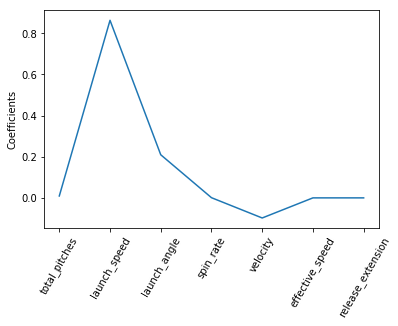 0.8
0.6
0.4
0.2
0.0
Coefficients
total_pitches
launch_speed
launch_angle
spin_rate
velocity
effective_speed
release_extension